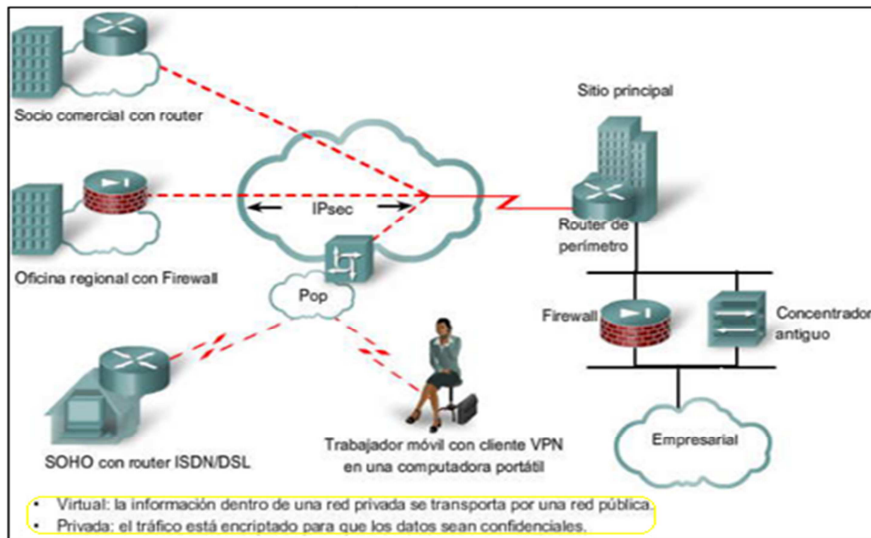 Socio comercial con router
Sitio principal
IPsec
Router de
perímetro
Oficina regional con Firewall
Pop
Firewall
Concentrador
antiguo
SOHO con router ISDN/DSL
Trabajador móvil con cliente VPN
en una computadora portátil
Empresarial
• Virtual: la información dentro de una red privada se transporta por una red pública.
• Privada: el tráfico está encriptado para que los datos sean confidenciales.